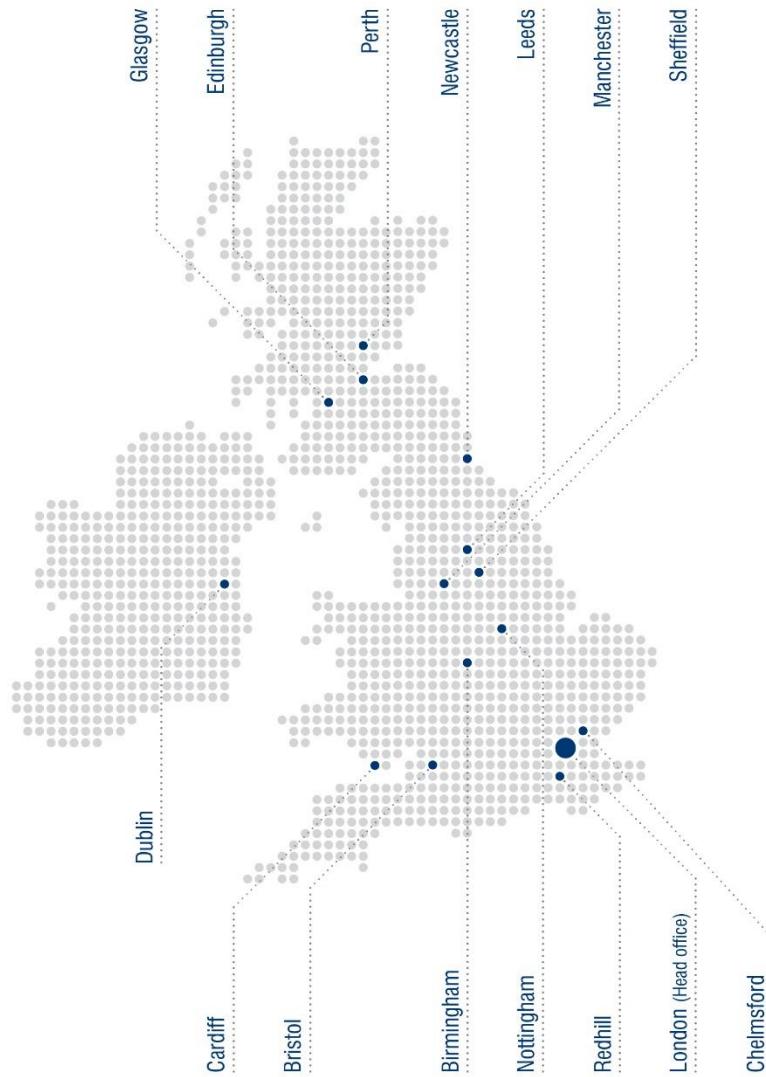 Glasgow
Edinburgh
Perth
Newcastle
Leeds
Manchester
Sheffield
Dublin
Cardiff
Bristol
Birmingham
Nottingham
Redhill
London (Head office)
Chelmsford